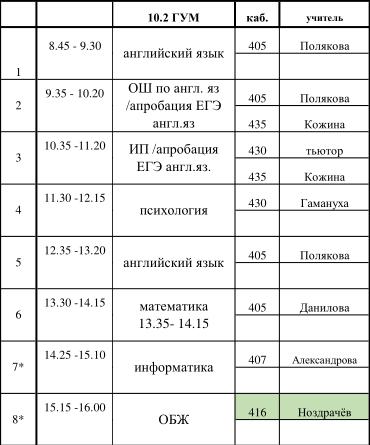 10.2 ГУМ каб. учитель
1 8.45 - 9.30 английский язык 405 Полякова
2 9.35 - 10.20 ОШ по англ. яз /апробация ЕГЭ англ.яз 405 Полякова
435 Кожина
3 10.35 -11.20 ИП /апробация ЕГЭ англ.яз. 430 тьютор
435 Кожина
4 11.30 -12.15 психология 430 Гамануха
5 12.35 -13.20 английский язык 405 Полякова
6 13.30 -14.15 математика 13.35- 14.15 405 Данилова
7* 14.25 -15.10 информатика 407 Александрова
8* 15.15 -16.00 ОБЖ 416 Ноздрачёв